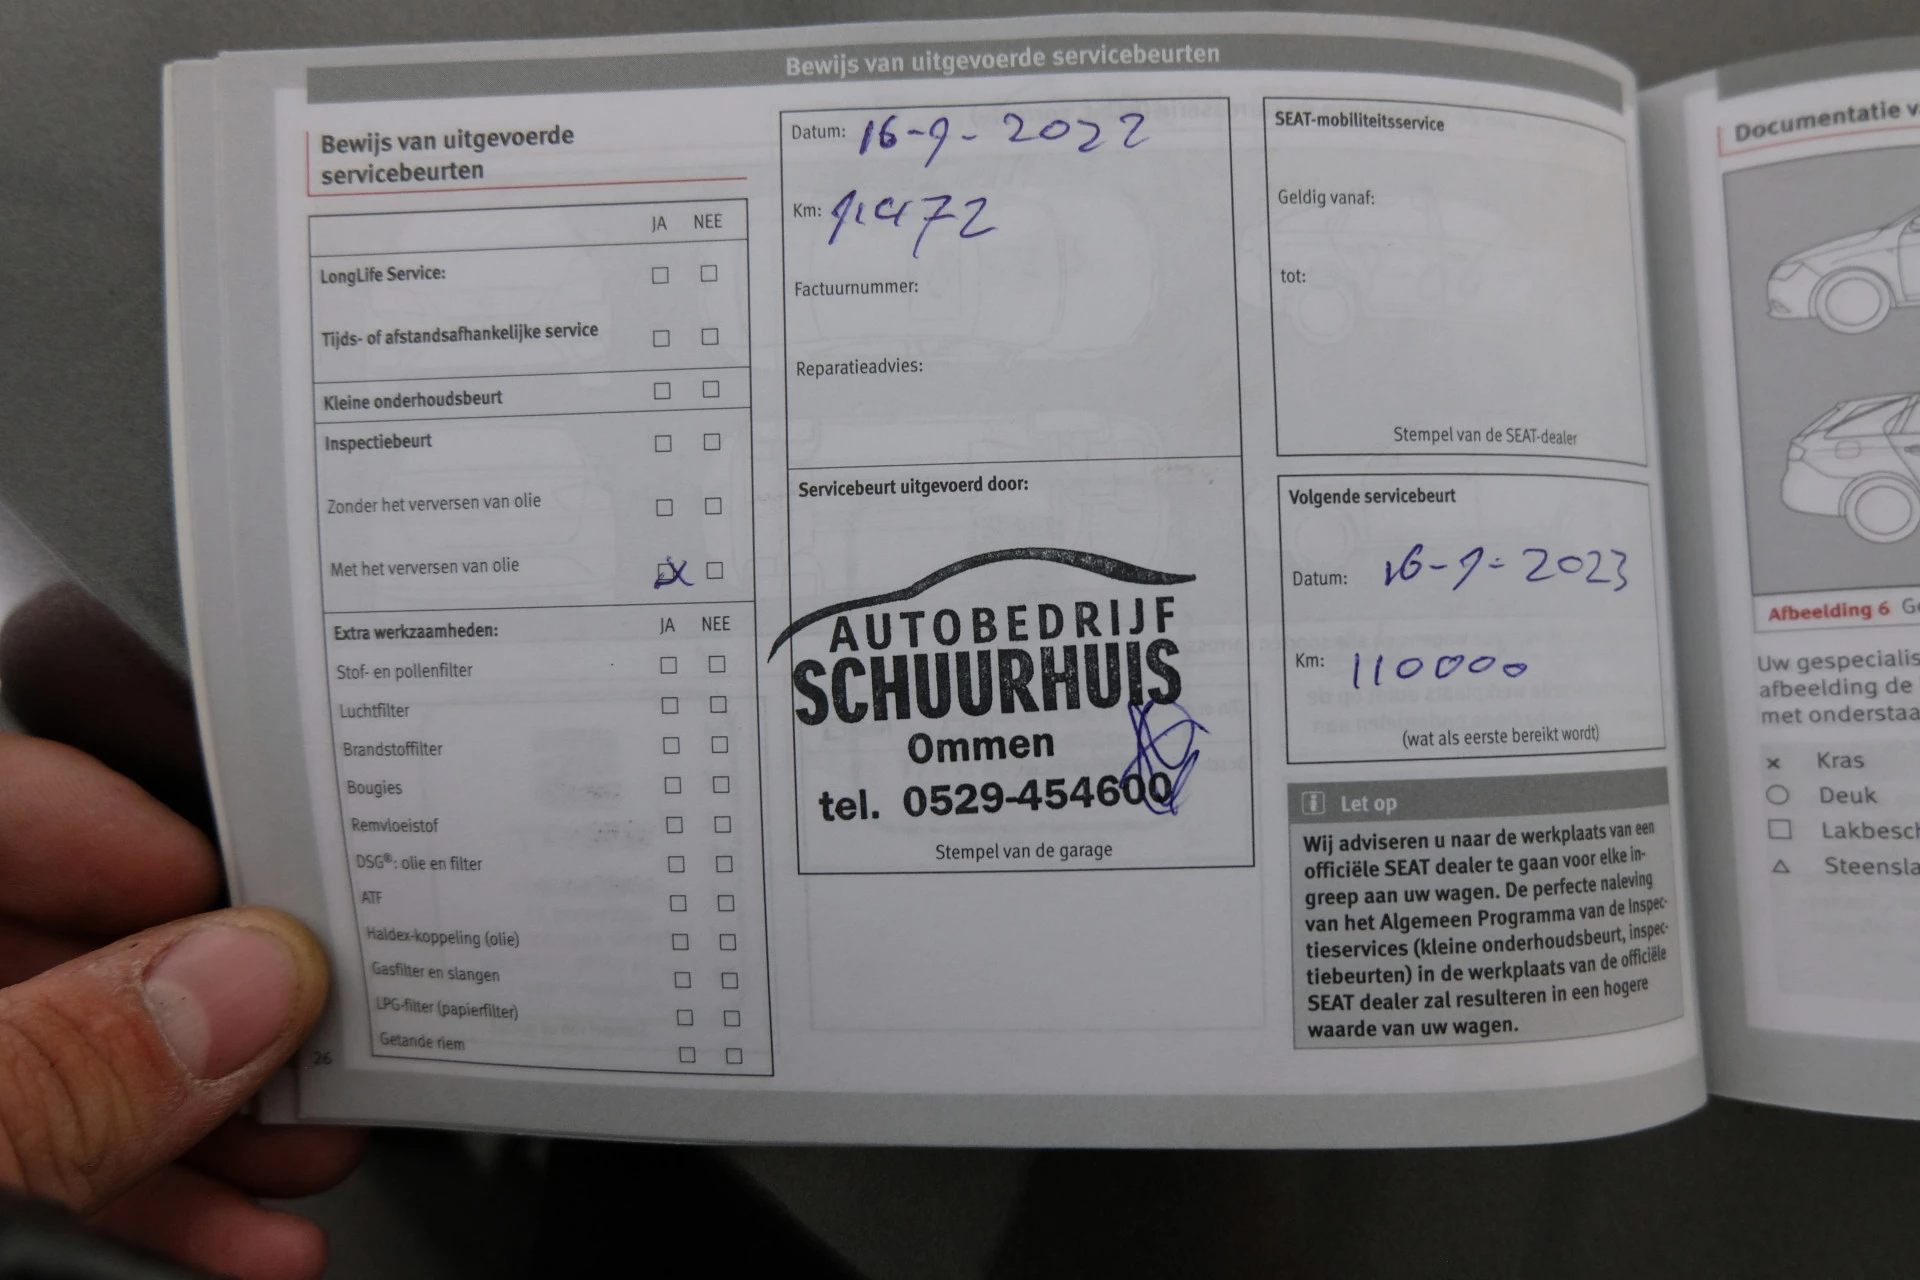 Bewijs van uitgevoerde servicebeurten
Bewijs van uitgevoerde
servicebeurten
JA NEE
LongLife Service:
Tijds- of afstandsafhankelijke service
Kleine onderhoudsbeurt
Inspectiebeurt
Zonder het verversen van olie
Met het verversen van olie x
Extra werkzaamheden: JA NEE
Stof- en pollenfilter
Luchtfilter
Brandstoffilter
Bougies
Remvloeistof
DSG®: olie en filter
ATF
Haldex-koppeling (olie)
Gasfilter en slangen
LPG-filter (papierfilter)
Getande riem
26
Datum: 16-9-2022
Km:
Factuurnummer:
Reparatieadvies:
Servicebeurt uitgevoerd door:
AUTOBEDRIJF
SCHUURHUIS
Ommen
tel. 0529-454600
Stempel van de garage
SEAT-mobiliteitsservice
Geldig vanaf:
tot:
Stempel van de SEAT-dealer
Volgende servicebeurt
Datum: 16-9-2023
Km: 110000
(wat als eerste bereikt wordt)
i Let op
Wij adviseren u naar de werkplaats van een
officiële SEAT dealer te gaan voor elke in-
greep aan uw wagen. De perfecte naleving
van het Algemeen Programma van de Inspec-
tieservices (kleine onderhoudsbeurt, inspec-
tiebeurten) in de werkplaats van de officiële
SEAT dealer zal resulteren in een hogere
waarde van uw wagen.
Documentatie
Afbeelding 6
Uw
afbeelding de
met
x Kras
Deuk